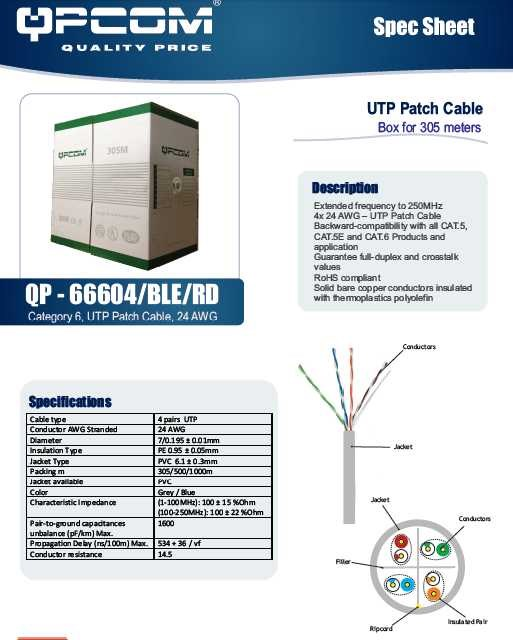 QPCOM®
QUALITY PRICE
Spec Sheet
UTP Patch Cable
Box for 305 meters
QPCOM
305M
QPCOM
Description
Extended frequency to 250MHz
4x 24 AWG – UTP Patch Cable
Backward-compatibility with all CAT.5,
CAT.5E and CAT.6 Products and
application
Guarantee full-duplex and crosstalk
values
RoHS compliant
Solid bare copper conductors insulated
with thermoplastics polyolefin
QP - 66604/BLE/RD
Category 6, UTP Patch Cable, 24 AWG
Conductors
Jacket
Specifications
Cable type 4 pairs UTP
Conductor AWG Stranded 24 AWG
Diameter 7/0.195 ± 0.01mm
Insulation Type PE 0.95 ± 0.05mm
Jacket Type PVC 6.1 ± 0.3mm
Packing m 305/500/1000m
Jacket available PVC
Color Grey / Blue
Characteristic Impedance (1-100MHz): 100 ± 15 %Ohm
(100-250MHz): 100 ± 22 %Ohm
Pair-to-ground capacitances 1600
unbalance (pF/km) Max.
Propagation Delay (ns/100m) Max. 534 + 36 / vf
Conductor resistance 14.5
Jacket
Conductors
Filler
Ripcord
Insulated Pair